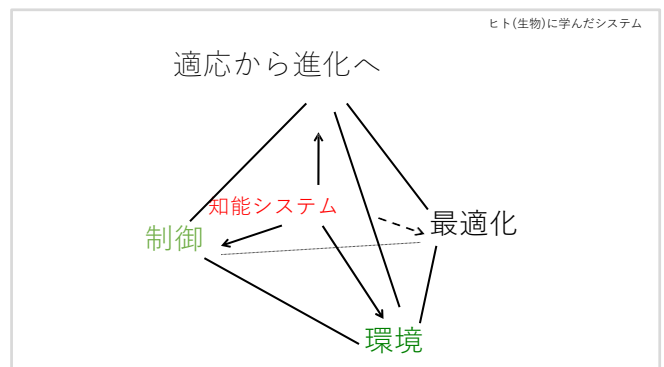 ヒト(生物)に学んだシステム
適応から進化へ
知能システム
制御
最適化
環境